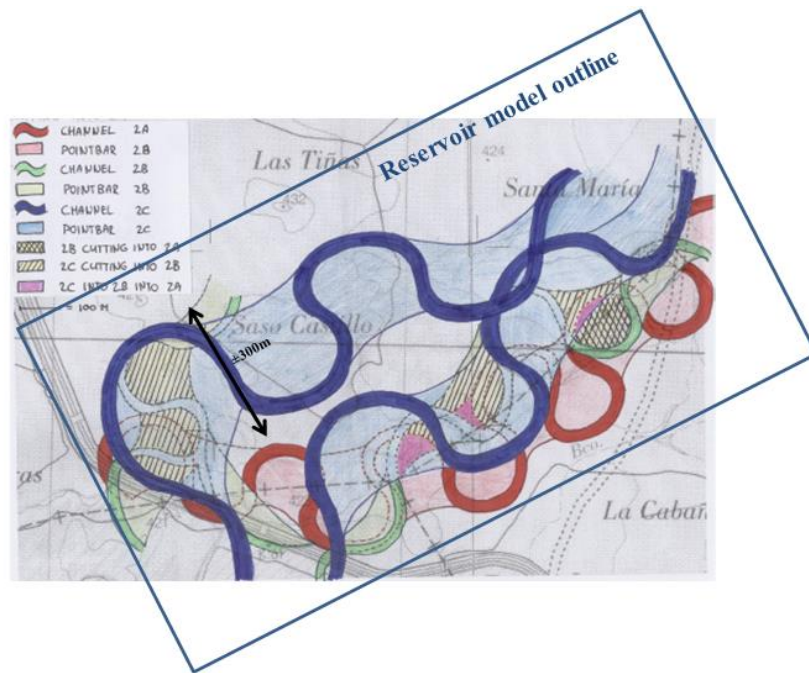 Reservoir model outline
CHANNEL 2A
POINTBAR 2B
CHANNEL 2B
POINTBAR 2B
CHANNEL 2C
POINTBAR 2C
2B CUTTING INTO 2A
2C CUTTING INTO 2B
2C INTO 2B INTO 2A
= 100 M
Las Tiñas
432
424
Santa María
Saso Castillo
±300m
Bco.
La Cabañ
421
ras